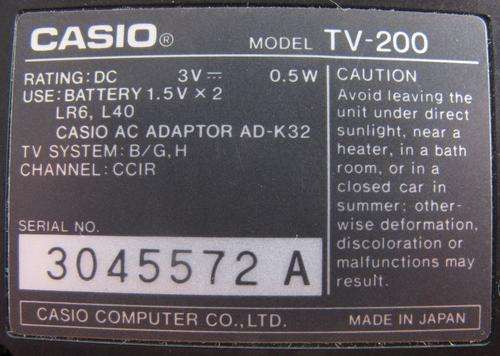 CASIO® MODEL TV-200
RATING: DC 3V⎓ 0.5W
USE: BATTERY 1.5V × 2
LR6, L40
CASIO AC ADAPTOR AD-K32
TV SYSTEM: B/G, H
CHANNEL: CCIR
SERIAL NO.
3045572 A
CAUTION
Avoid leaving the
unit under direct
sunlight, near a
heater, in a bath
room, or in a
closed car in
summer; other-
wise deformation,
discoloration or
malfunctions may
result.
CASIO COMPUTER CO., LTD. MADE IN JAPAN